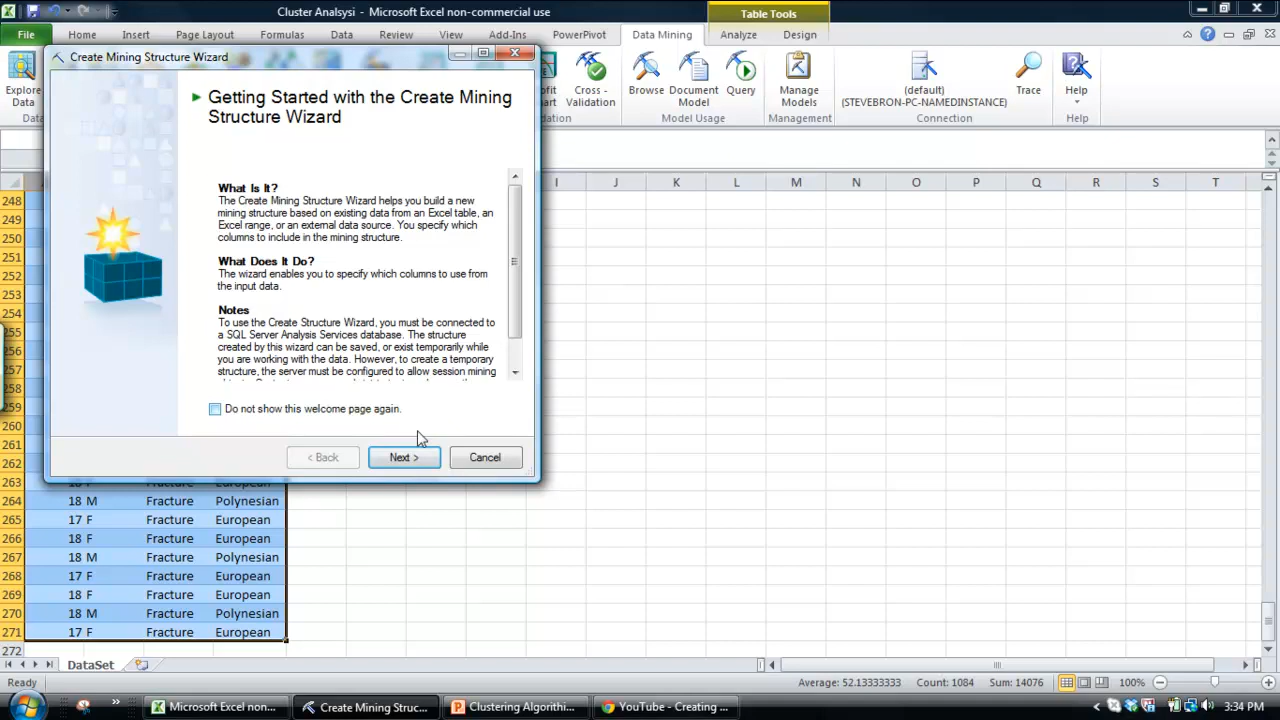 Cluster Analsysi - Microsoft Excel non-commercial use
Table Tools
File Home Insert Page Layout Formulas Data Review View Add-Ins PowerPivot Data Mining Analyze Design
Create Mining Structure Wizard
Explore Data
Cross - Validation
Browse
Document Model
Query
Manage Models
(default)
(STEVEBRON-PC-NAMEDINSTANCE)
Trace
Help
Model Usage Management Connection Help
Getting Started with the Create Mining
Structure Wizard
What Is It?
The Create Mining Structure Wizard helps you build a new
mining structure based on existing data from an Excel table, an
Excel range, or an external data source. You specify which
columns to include in the mining structure.
What Does It Do?
The wizard enables you to specify which columns to use from
the input data.
Notes
To use the Create Structure Wizard, you must be connected to
a SQL Server Analysis Services database. The structure
created by this wizard can be saved, or exist temporarily while
you are working with the data. However, to create a temporary
structure, the server must be configured to allow session mining
Do not show this welcome page again.
< Back Next > Cancel
I J K L M N O P Q R S T
248
249
250
251
252
253
254
255
256
257
258
259
260
261
262
263
264 18 M Fracture Polynesian
265 17 F Fracture European
266 18 F Fracture European
267 18 M Fracture Polynesian
268 17 F Fracture European
269 18 F Fracture European
270 18 M Fracture Polynesian
271 17 F Fracture European
272
DataSet
Ready
Average: 52.13333333 Count: 1084 Sum: 14076 100%
Microsoft Excel non...
Create Mining Struc...
Clustering Algorithi...
YouTube - Creating ...
3:34 PM